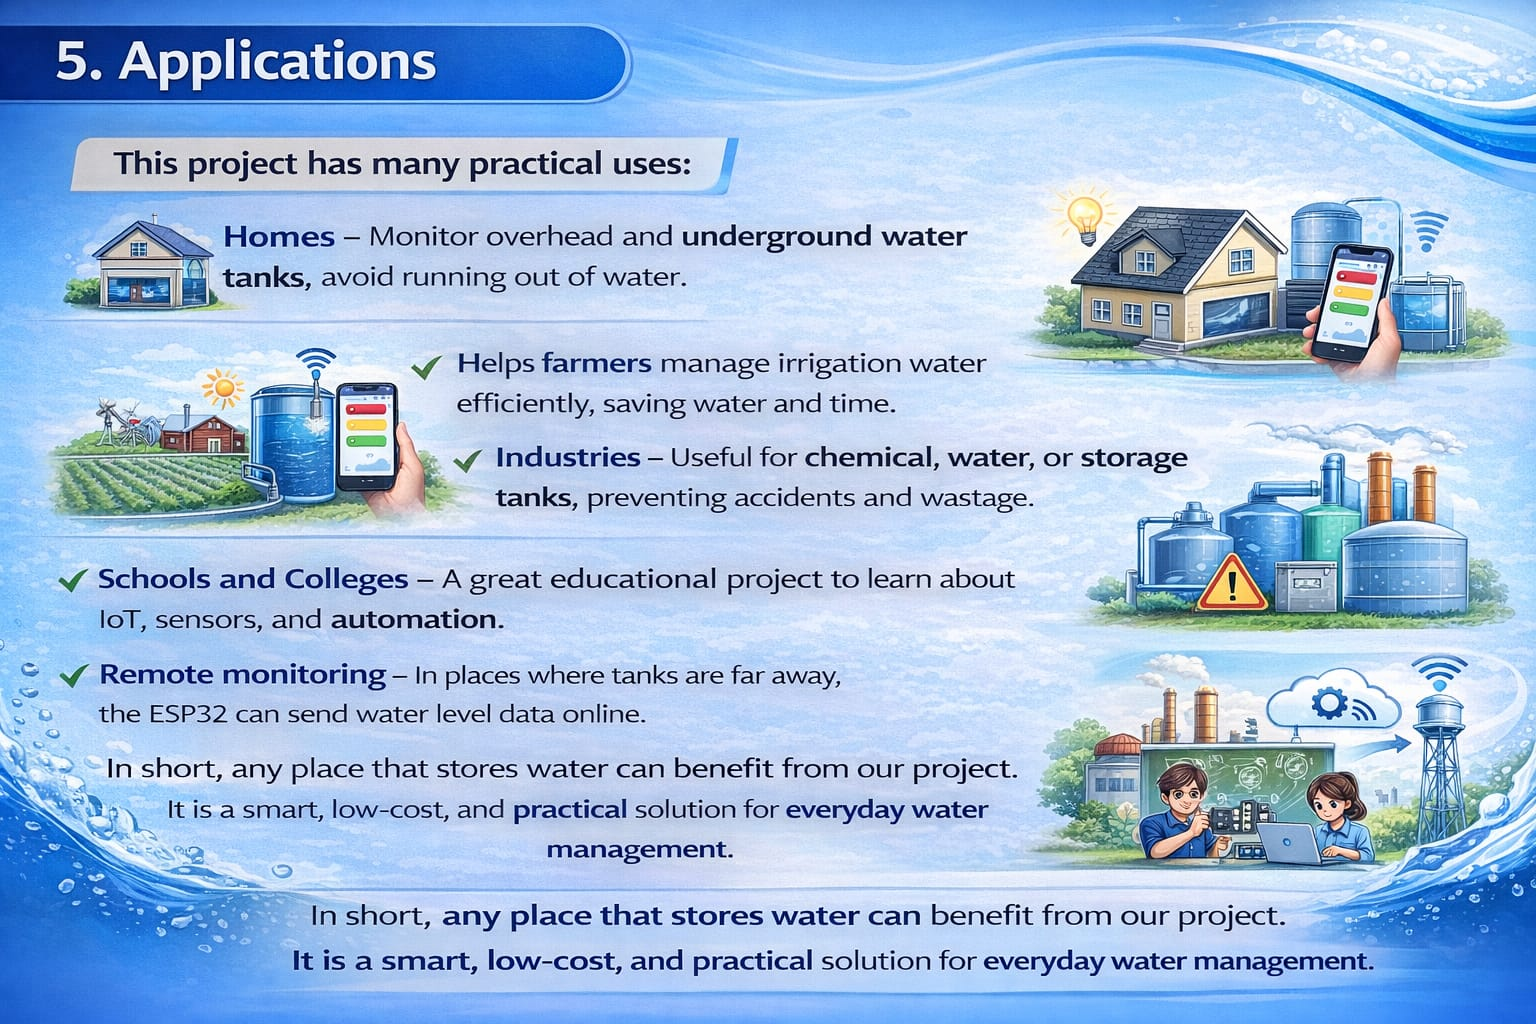 5. Applications
This project has many practical uses:
Homes – Monitor overhead and underground water
tanks, avoid running out of water.
✓ Helps farmers manage irrigation water
efficiently, saving water and time.
✓ Industries – Useful for chemical, water, or storage
tanks, preventing accidents and wastage.
✓ Schools and Colleges – A great educational project to learn about
IoT, sensors, and automation.
✓ Remote monitoring – In places where tanks are far away,
the ESP32 can send water level data online.
In short, any place that stores water can benefit from our project.
It is a smart, low-cost, and practical solution for everyday water
management.
In short, any place that stores water can benefit from our project.
It is a smart, low-cost, and practical solution for everyday water management.